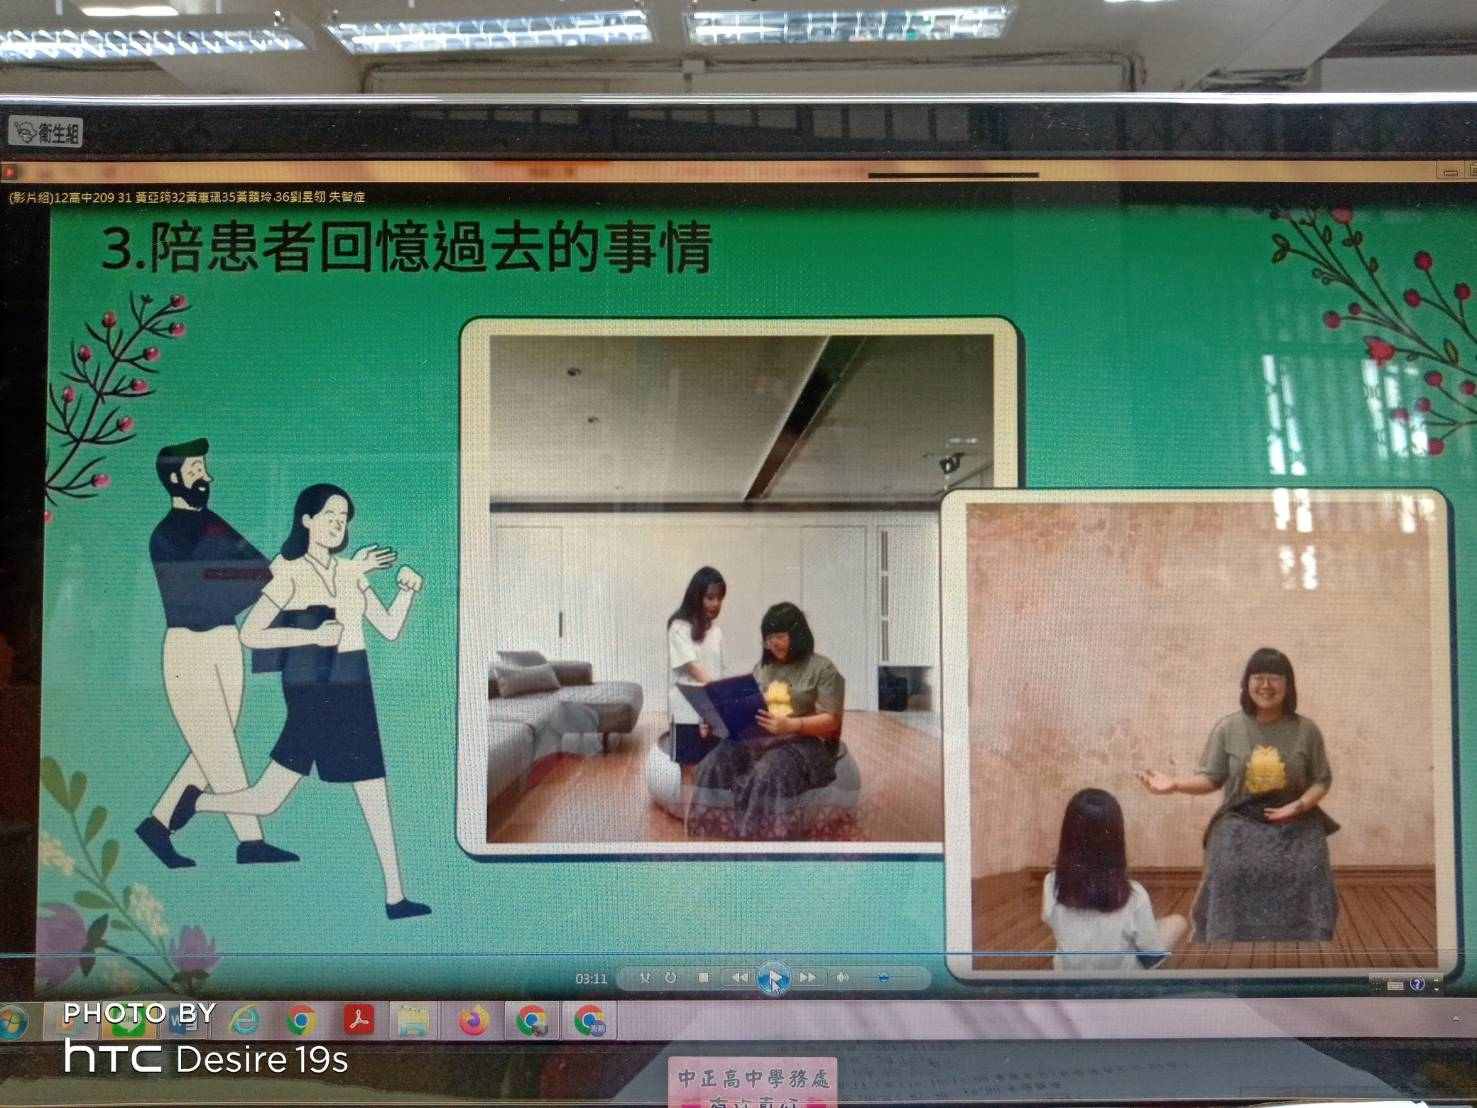 衛生組
(影片組)12高中209 31 黃亞筠32黃惠珮35黃馥玲.36劉昱翎 失智症
3.陪患者回憶過去的事情
03:11
PHOTO BY
hTC Desire 19s
中正高中學務處